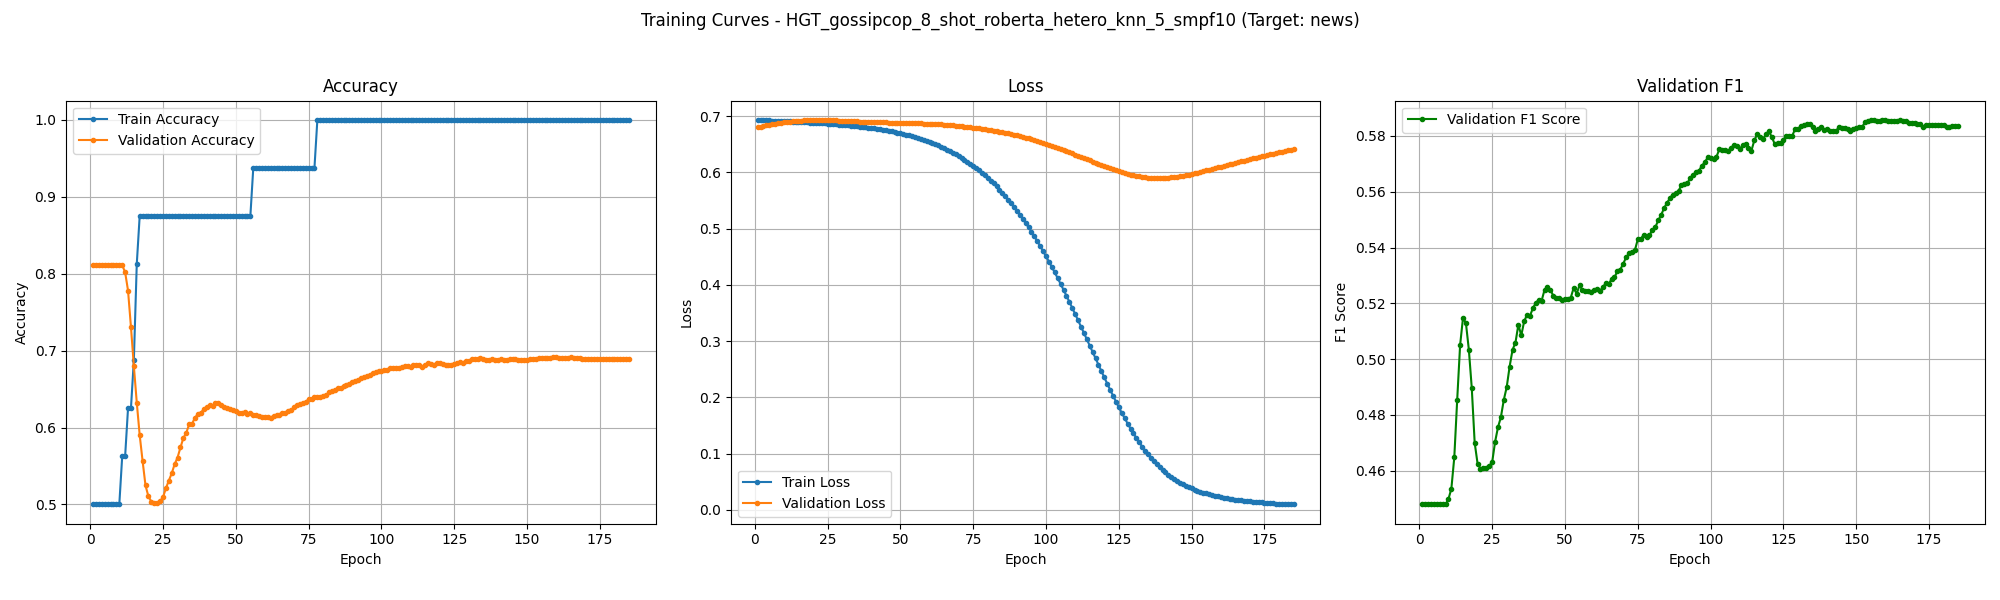 Training Curves - HGT_gossipcop_8_shot_roberta_hetero_knn_5_smpf10 (Target: news)
Accuracy
Train Accuracy
Validation Accuracy
1.0
0.9
0.8
0.7
0.6
0.5
Accuracy
0 25 50 75 100 125 150 175
Epoch
Loss
0.7
0.6
0.5
0.4
0.3
0.2
0.1
0.0
Loss
Train Loss
Validation Loss
0 25 50 75 100 125 150 175
Epoch
Validation F1
Validation F1 Score
0.58
0.56
0.54
0.52
0.50
0.48
0.46
F1 Score
0 25 50 75 100 125 150 175
Epoch